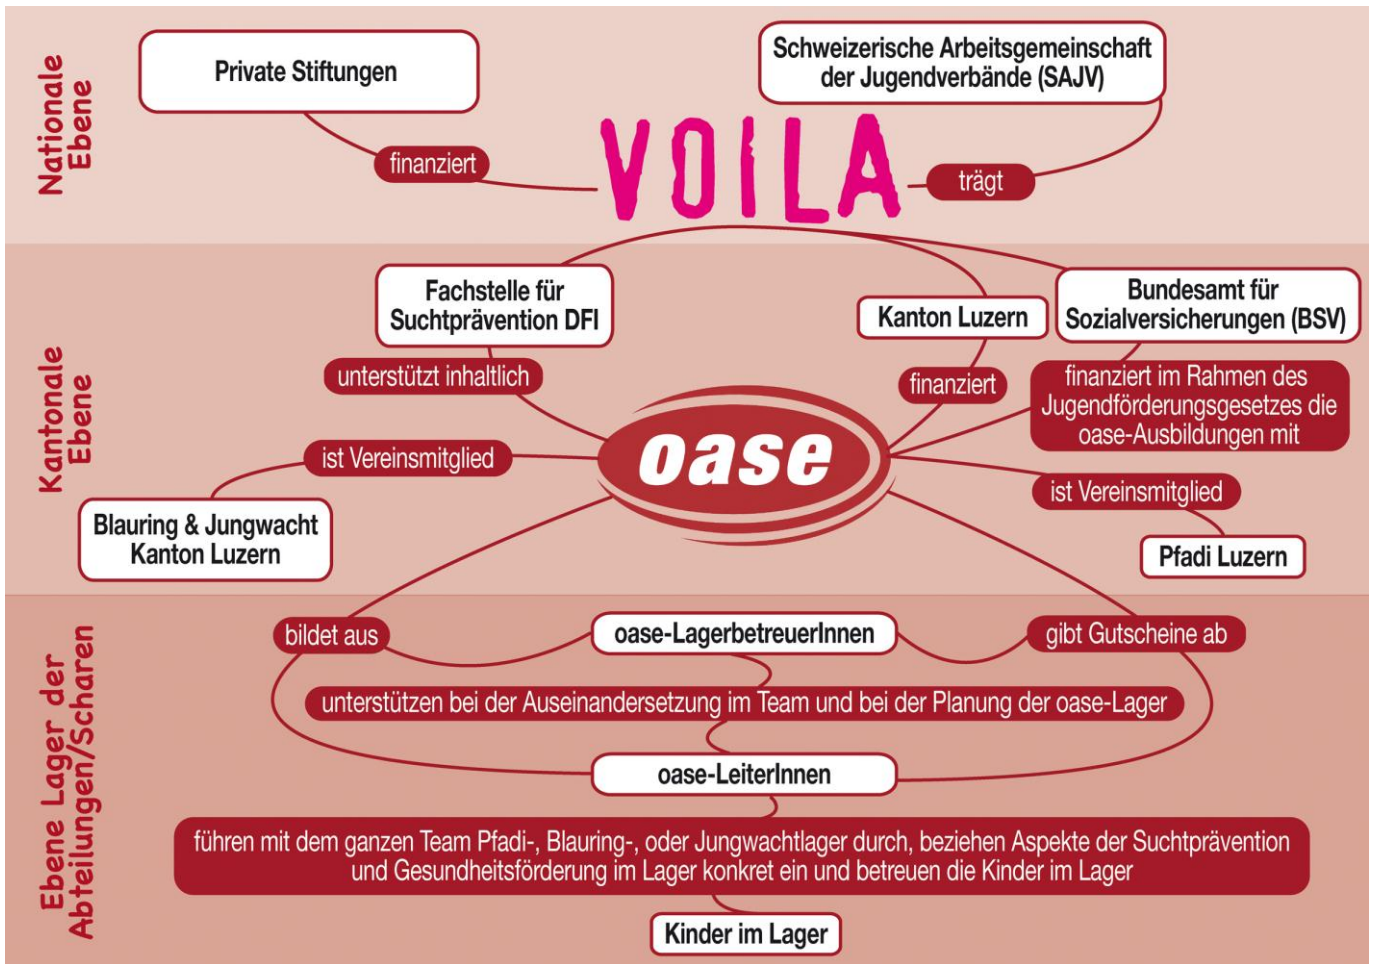 Nationale
Ebene
Private Stiftungen
finanziert
Schweizerische Arbeitsgemeinschaft
der Jugendverbände (SAJV)
trägt
VOILA
Kantonale
Ebene
Fachstelle für
Suchtprävention DFI
unterstützt inhaltlich
Kanton Luzern
finanziert
Bundesamt für
Sozialversicherungen (BSV)
finanziert im Rahmen des
Jugendförderungsgesetzes die
oase-Ausbildungen mit
oase
ist Vereinsmitglied
Blauring & Jungwacht
Kanton Luzern
ist Vereinsmitglied
Pfadi Luzern
Ebene Lager der
Abteilungen/Scharen
bildet aus
oase-LagerbetreuerInnen
gibt Gutscheine ab
unterstützen bei der Auseinandersetzung im Team und bei der Planung der oase-Lager
oase-LeiterInnen
führen mit dem ganzen Team Pfadi-, Blauring-, oder Jungwachtlager durch, beziehen Aspekte der Suchtprävention
und Gesundheitsförderung im Lager konkret ein und betreuen die Kinder im Lager
Kinder im Lager